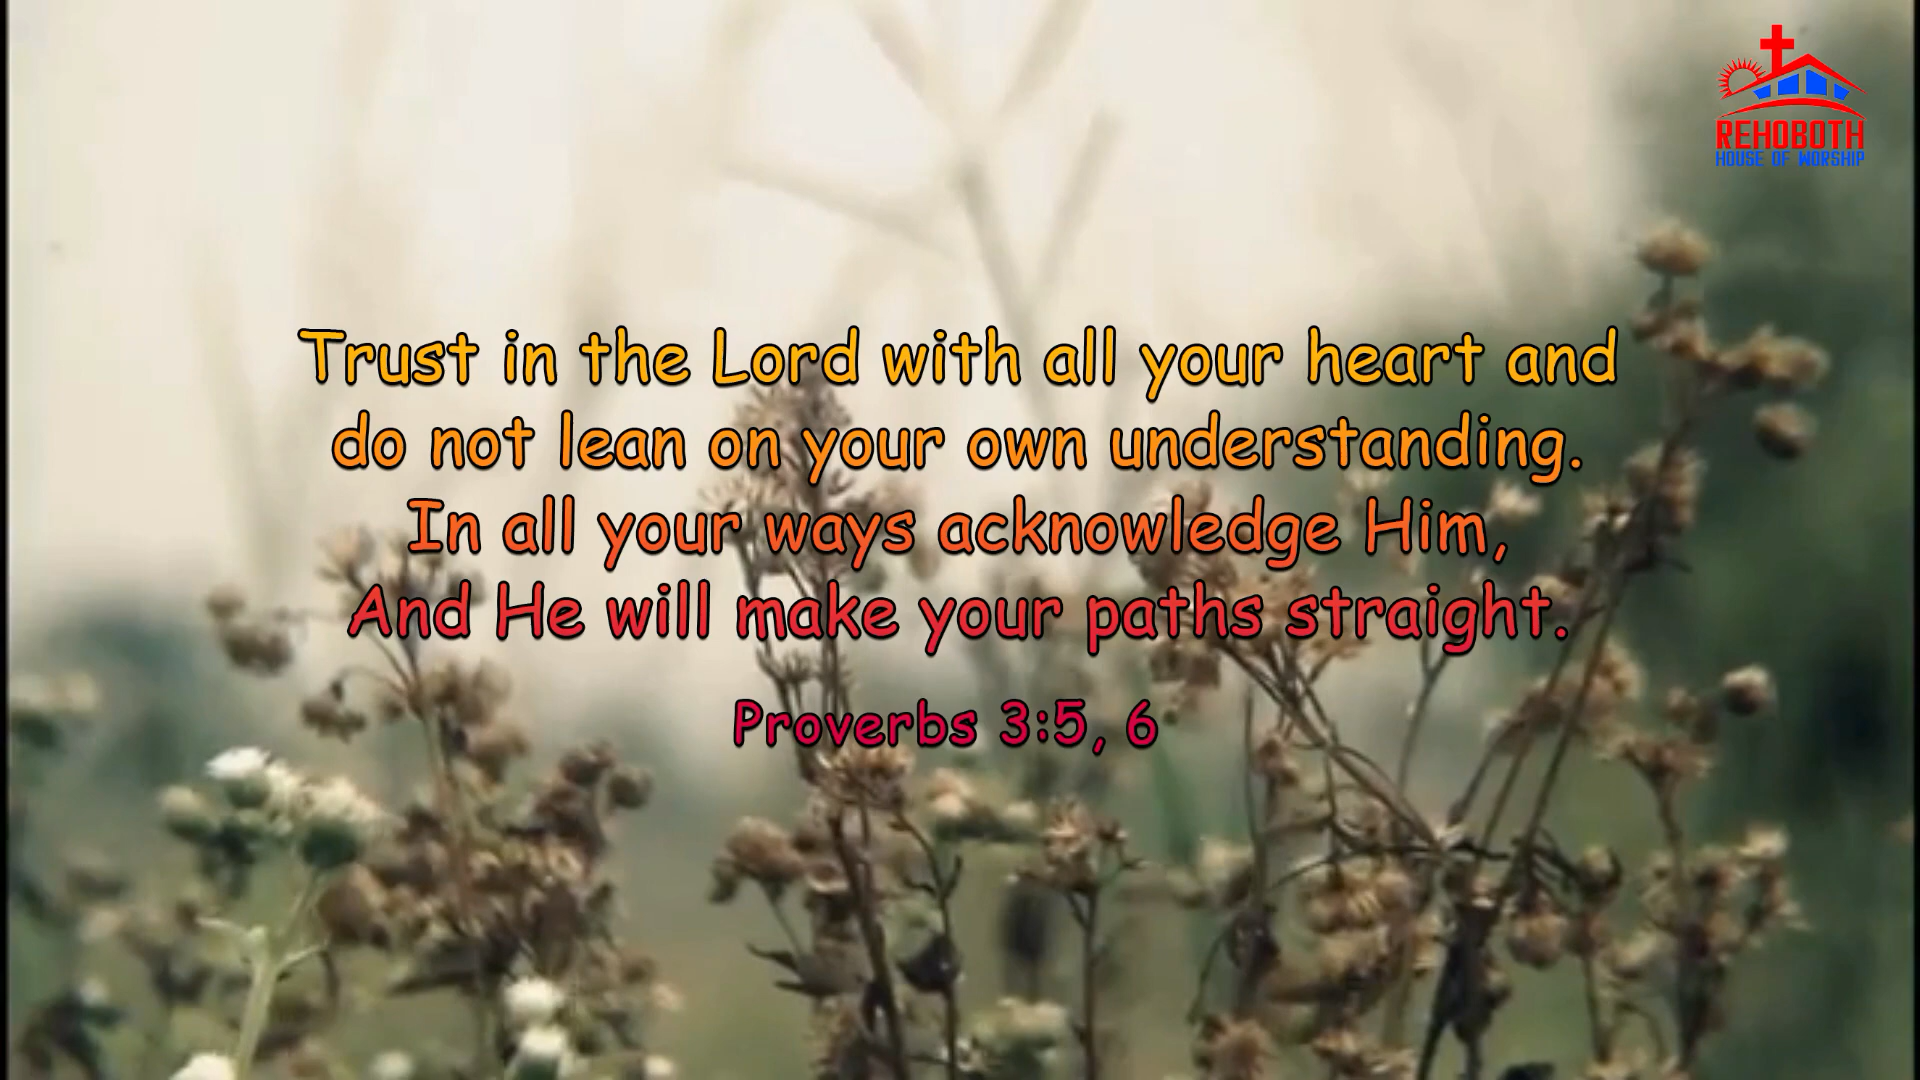 REHOBOTH
HOUSE OF WORSHIP
Trust in the Lord with all your heart and
do not lean on your own understanding.
In all your ways acknowledge Him,
And He will make your paths straight.
Proverbs 3:5, 6